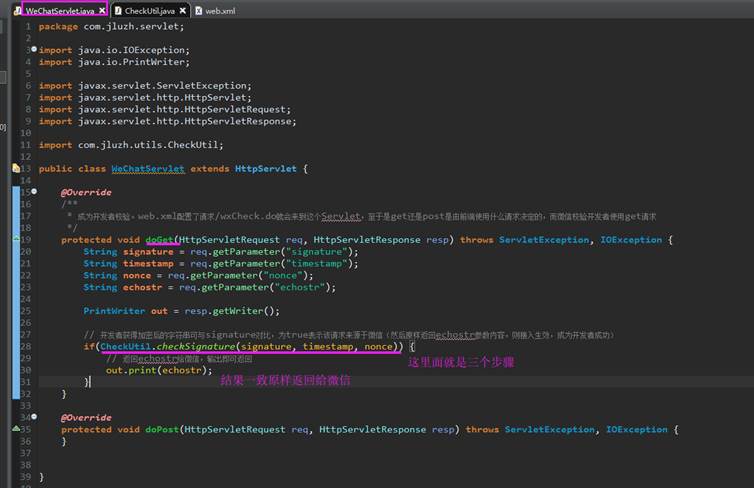 WeChatServlet.java CheckUtil.java web.xml
1 package com.jluzh.servlet;
2
3 import java.io.IOException;
4 import java.io.PrintWriter;
5
6 import javax.servlet.ServletException;
7 import javax.servlet.http.HttpServlet;
8 import javax.servlet.http.HttpServletRequest;
9 import javax.servlet.http.HttpServletResponse;
10
11 import com.jluzh.utils.CheckUtil;
12
13 public class WeChatServlet extends HttpServlet {
14
15 @Override
16 /**
17 * 成为开发者校验。web.xml配置了请求/wxCheck.do就会来到这个Servlet，至于是get还是post是由前端使用什么请求决定的，而微信校验开发者使用get请求
18 */
19 protected void doGet(HttpServletRequest req, HttpServletResponse resp) throws ServletException, IOException {
20 String signature = req.getParameter("signature");
21 String timestamp = req.getParameter("timestamp");
22 String nonce = req.getParameter("nonce");
23 String echostr = req.getParameter("echostr");
24
25 PrintWriter out = resp.getWriter();
26
27 // 开发者获得加密后的字符串可与signature对比，为true表示该请求来源于微信（然后原样返回echostr参数内容，则接入生效，成为开发者成功）
28 if(CheckUtil.checkSignature(signature, timestamp, nonce)) {
这里面就是三个步骤
29 // 返回echostr给微信，输出即可返回
30 out.print(echostr);
结果一致原样返回给微信
31 }
32 }
33
34 @Override
35 protected void doPost(HttpServletRequest req, HttpServletResponse resp) throws ServletException, IOException {
36 }
37
38
39 }